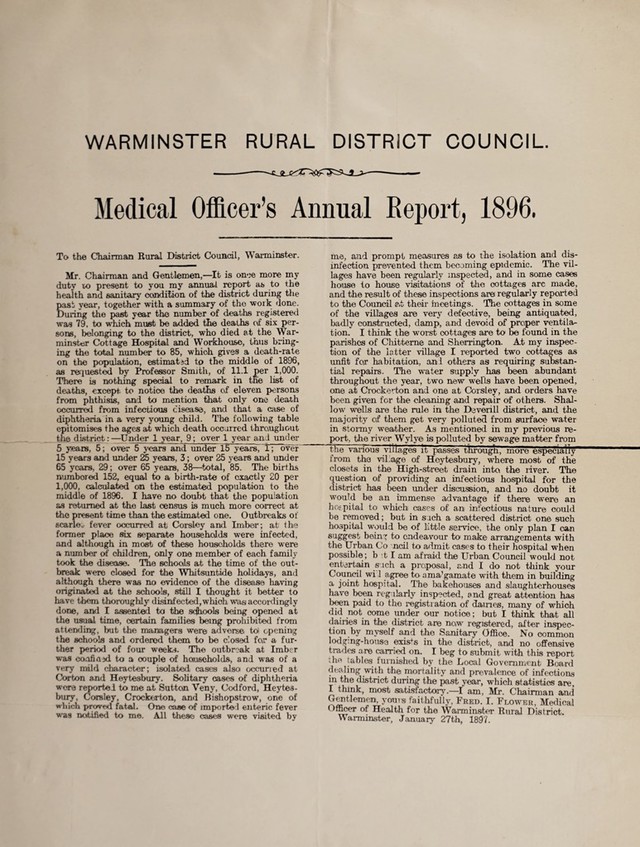 WARMINSTER RURAL DISTRICT COUNCIL.
Medical Officer's Annual Report, 1896.
To the Chairman Rural District Council, Warminster.
Mr. Chairman and Gentlemen,—It is once more my
duty to present to you my annual report as to the
health and sanitary condition of the district during the
past year, together with a summary of the work done.
During the past year the number of deaths registered
was 79, to which must be added the deaths of six per-
sons, belonging to the district, who died at the War-
minster Cottage Hospital and Workhouse, thus bring-
ing the total number to 85, which gives a death-rate
on the population, estimated to the middle of 1896,
as requested by Professor Smith, of 11.1 per 1,000.
There is nothing special to remark in the list of
deaths, except to notice the deaths of eleven persons
from phthisis, and to mention that only one death
occurred from infectious disease, and that a case of
diphtheria in a very young child. The following table
epitomises the ages at which death occurred throughout
the district:—Under 1 year, 9; over 1 year and under
5 years, 5; over 5 years and under 15 years, 1; over
15 years and under 25 years, 3; over 25 years and under
65 years, 29; over 65 years, 38—total, 85. The births
numbered 152, equal to a birth-rate of exactly 20 per
1,000, calculated on the estimated population to the
middle of 1896. I have no doubt that the population
as returned at the last census is much more correct at
the present time than the estimated one. Outbreaks of
scarlet fever occurred at Corsley and Imber; at the
former place six separate households were infected,
and although in most of these households there were
a number of children, only one member of each family
took the disease. The schools at the time of the out-
break were closed for the Whitsuntide holidays, and
although there was no evidence of the disease having
originated at the schools, still I thought it better to
have them thoroughly disinfected, which was accordingly
done, and I assented to the schools being opened at
the usual time, certain families being prohibited from
attending, but the managers were adverse to opening
the schools and ordered them to be closed for a fur-
ther period of four weeks. The outbreak at Imber
was confined to a couple of households, and was of a
very mild character; isolated cases also occurred at
Corton and Heytesbury. Solitary cases of diphtheria
were reported to me at Sutton Veny, Codford, Heytes-
bury, Corsley, Crockerton, and Bishopstrow, one of
which proved fatal. One case of imported enteric fever
was notified to me. All these cases were visited by
me, and prompt measures as to the isolation and dis-
infection prevented them becoming epidemic. The vil-
lages have been regularly inspected, and in some cases
house to house visitations of the cottages are made,
and the result of these inspections are regularly reported
to the Council at their meetings. The cottages in some
of the villages are very defective, being antiquated,
badly constructed, damp, and devoid of proper ventila-
tion. I think the worst cottages are to be found in the
parishes of Chitterne and Sherrington. At my inspec-
tion of the latter village I reported two cottages as
unfit for habitation, and others as requiring substan-
tial repairs. The water supply has been abundant
throughout the year, two new wells have been opened,
one at Crockerton and one at Corsley, and orders have
been given for the cleaning and repair of others. Shal-
low wells are the rule in the Deverill district, and the
majority of them get very polluted from surface water
in stormy weather. As mentioned in my previous re-
port, the river Wylye is polluted by sewage matter from
the various villages it passes through, more especially
from the village of Heytesbury, where most of the
closets in the High-street drain into the river. The
question of providing an infectious hospital for the
district has been under discussion, and no doubt it
would be an immense advantage if there were an
hospital to which cases of an infectious nature could
be removed; but in such a scattered district one such
hospital would be of little service, the only plan I can
suggest being to endeavour to make arrangements with
the Urban Council to admit cases to their hospital when
possible; but I am afraid the Urban Council would not
entertain such a proposal, and I do not think your
Council will agree to amalgamate with them in building
a joint hospital. The bakehouses and slaughterhouses
have been regularly inspected, and great attention has
been paid to the registration of dairies, many of which
did not come under our notice; but I think that all
dairies in the district are now registered, after inspec-
tion by myself and the Sanitary Office. No common
lodging-house exists in the district, and no offensive
trades are carried on. I beg to submit with this report
the tables furnished by the Local Government Board
dealing with the mortality and prevalence of infections
in the district during the past year, which statistics are,
I think, most satisfactory.—I am, Mr. Chairman and
Gentlemen, yours faithfully, FRED. I. FLOWER, Medical
Officer of Health for the Warminster Rural District.
Warminster, January 27th, 1897.